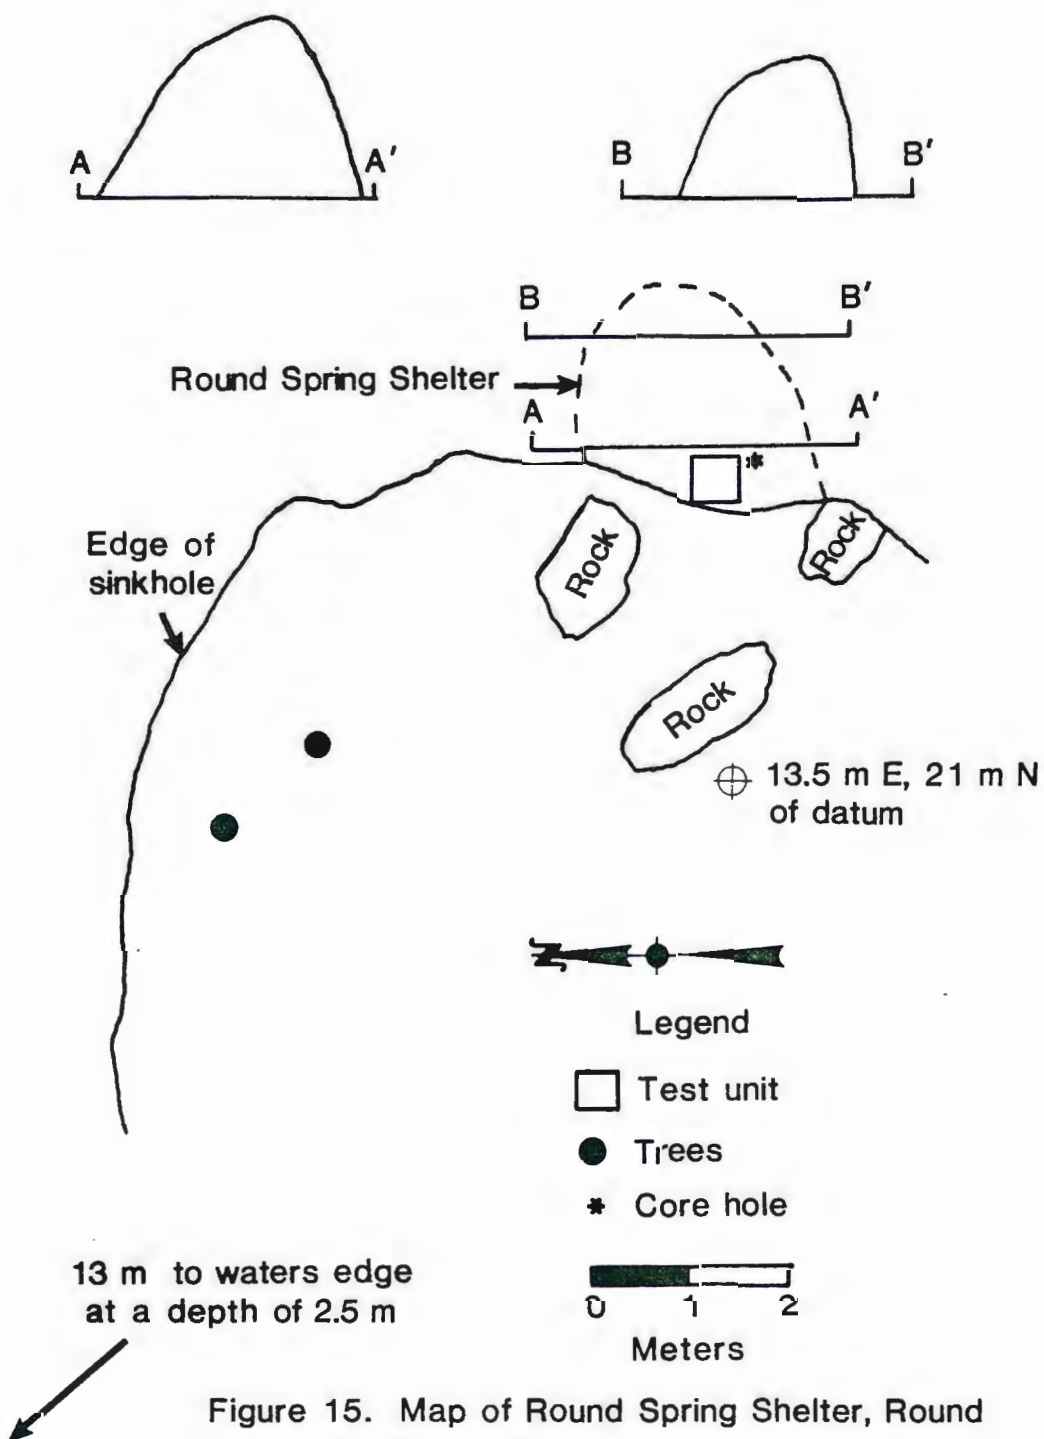 A A'
B B'
B B'
Round Spring Shelter
A A'
*
Edge of
sinkhole
Rock
Rock
Rock
13.5 m E, 21 m N
of datum
N
Legend
Test unit
Trees
* Core hole
0 1 2
Meters
13 m to waters edge
at a depth of 2.5 m
Figure 15. Map of Round Spring Shelter, Round